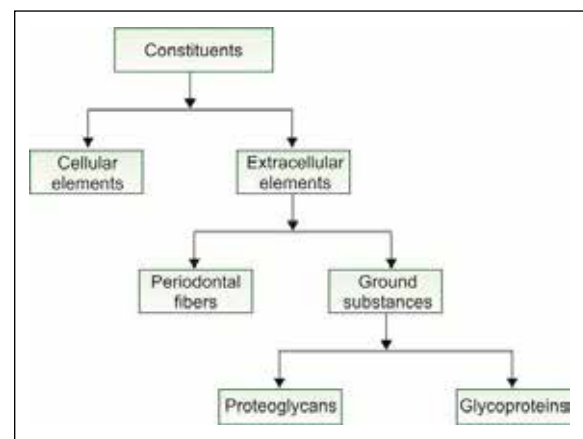 Constituents
Cellular
elements
Extracellular
elements
Periodontal
fibers
Ground
substances
Proteoglycans
Glycoproteins